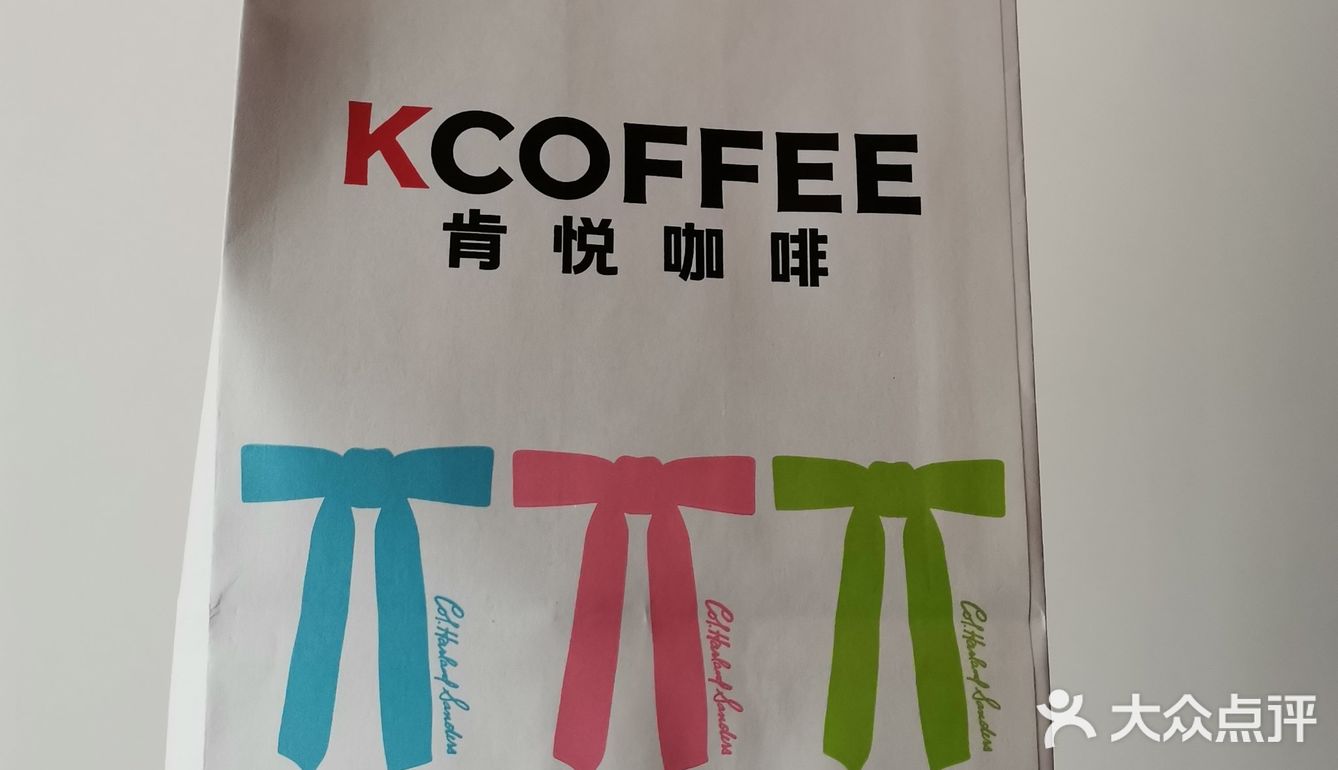 KCOFFEE
肯悦咖啡
Col. Harland Sanders
Col. Harland Sanders
Col. Harland Sanders
大众点评